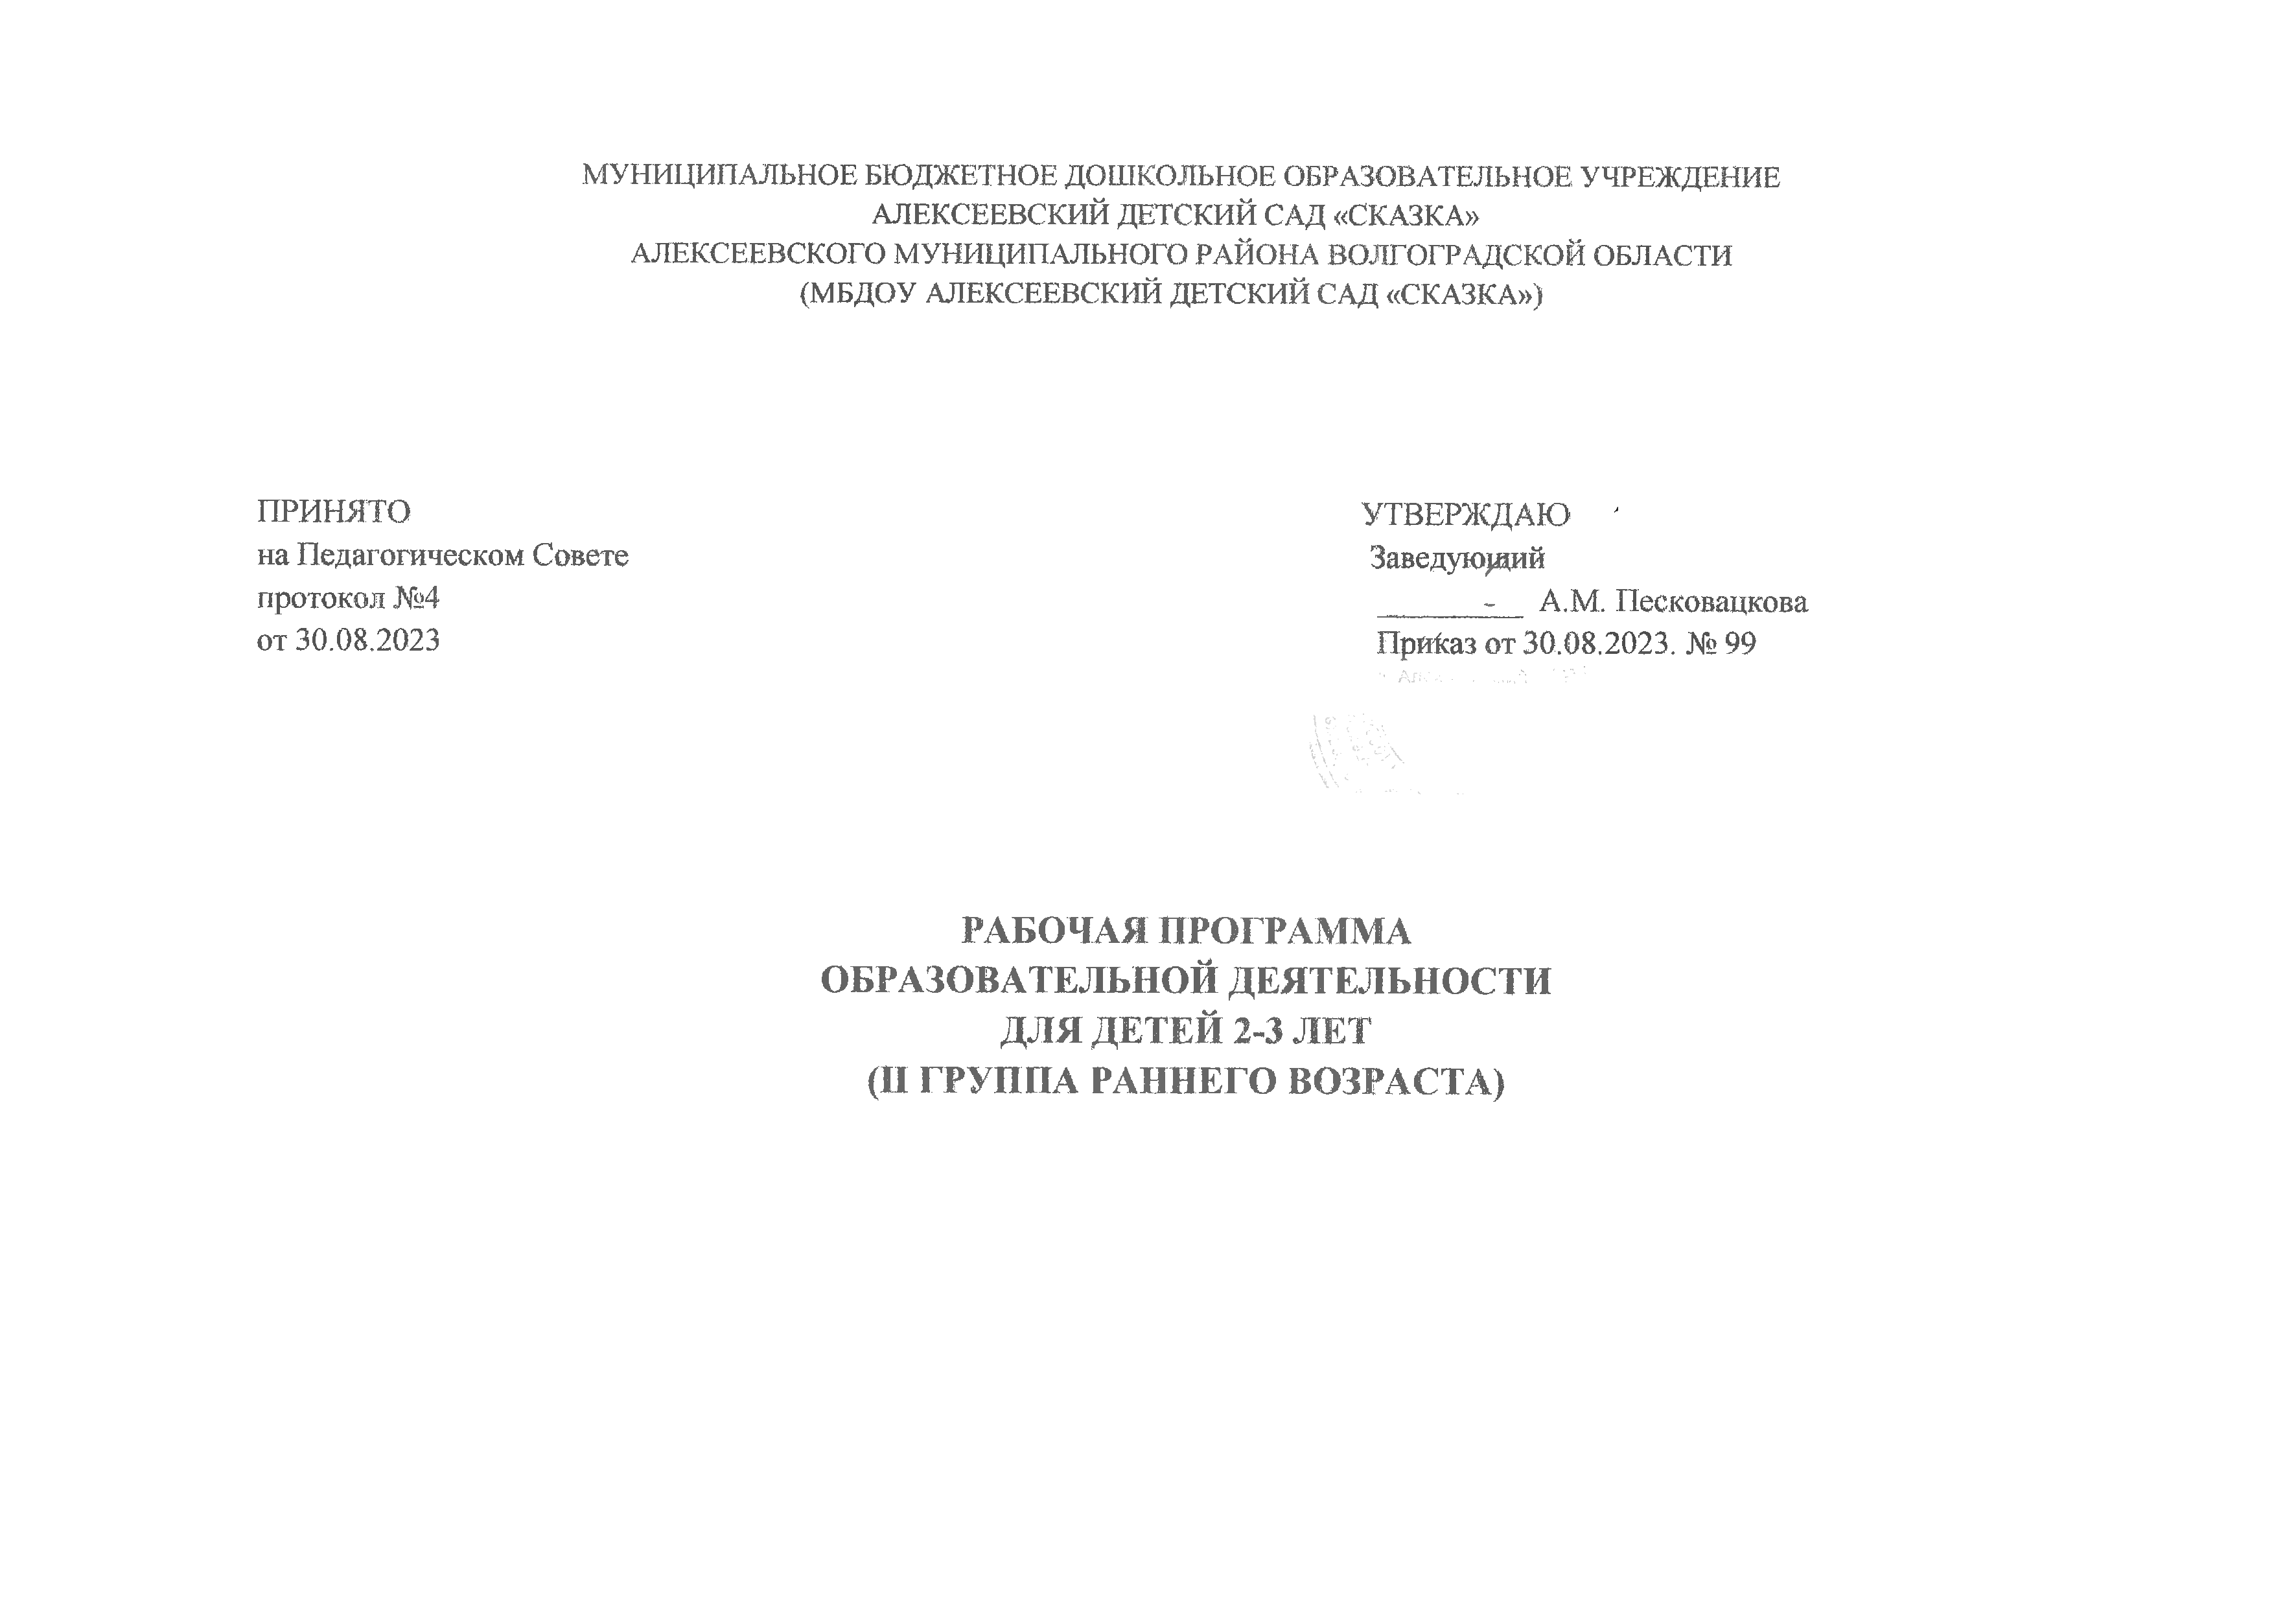 МУНИЦИПАЛЬНОЕ БЮДЖЕТНОЕ ДОШКОЛЬНОЕ ОБРАЗОВАТЕЛЬНОЕ УЧРЕЖДЕНИЕ
АЛЕКСЕЕВСКИЙ ДЕТСКИЙ САД «СКАЗКА»
АЛЕКСЕЕВСКОГО МУНИЦИПАЛЬНОГО РАЙОНА ВОЛГОГРАДСКОЙ ОБЛАСТИ
(МБДОУ АЛЕКСЕЕВСКИЙ ДЕТСКИЙ САД «СКАЗКА»)
ПРИНЯТО
на Педагогическом Совете
протокол №4
от 30.08.2023
УТВЕРЖДАЮ
Заведующий
А.М. Песковацкова
Приказ от 30.08.2023. № 99
РАБОЧАЯ ПРОГРАММА
ОБРАЗОВАТЕЛЬНОЙ ДЕЯТЕЛЬНОСТИ
ДЛЯ ДЕТЕЙ 2-3 ЛЕТ
(II ГРУППА РАННЕГО ВОЗРАСТА)